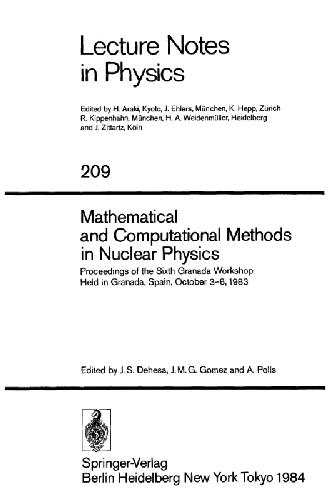 Lecture Notes
in Physics
Edited by H. Araki, Kyoto, J. Ehlers, München, K. Hepp, Zürich
R. Kippenhahn, München, H. A. Weidenmüller, Heidelberg
and J. Zittartz, Köln
209
Mathematical
and Computational Methods
in Nuclear Physics
Proceedings of the Sixth Granada Workshop
Held in Granada, Spain, October 3–8, 1983
Edited by J.S. Dehesa, J.M.G. Gomez and A. Polls
Springer-Verlag
Berlin Heidelberg New York Tokyo 1984